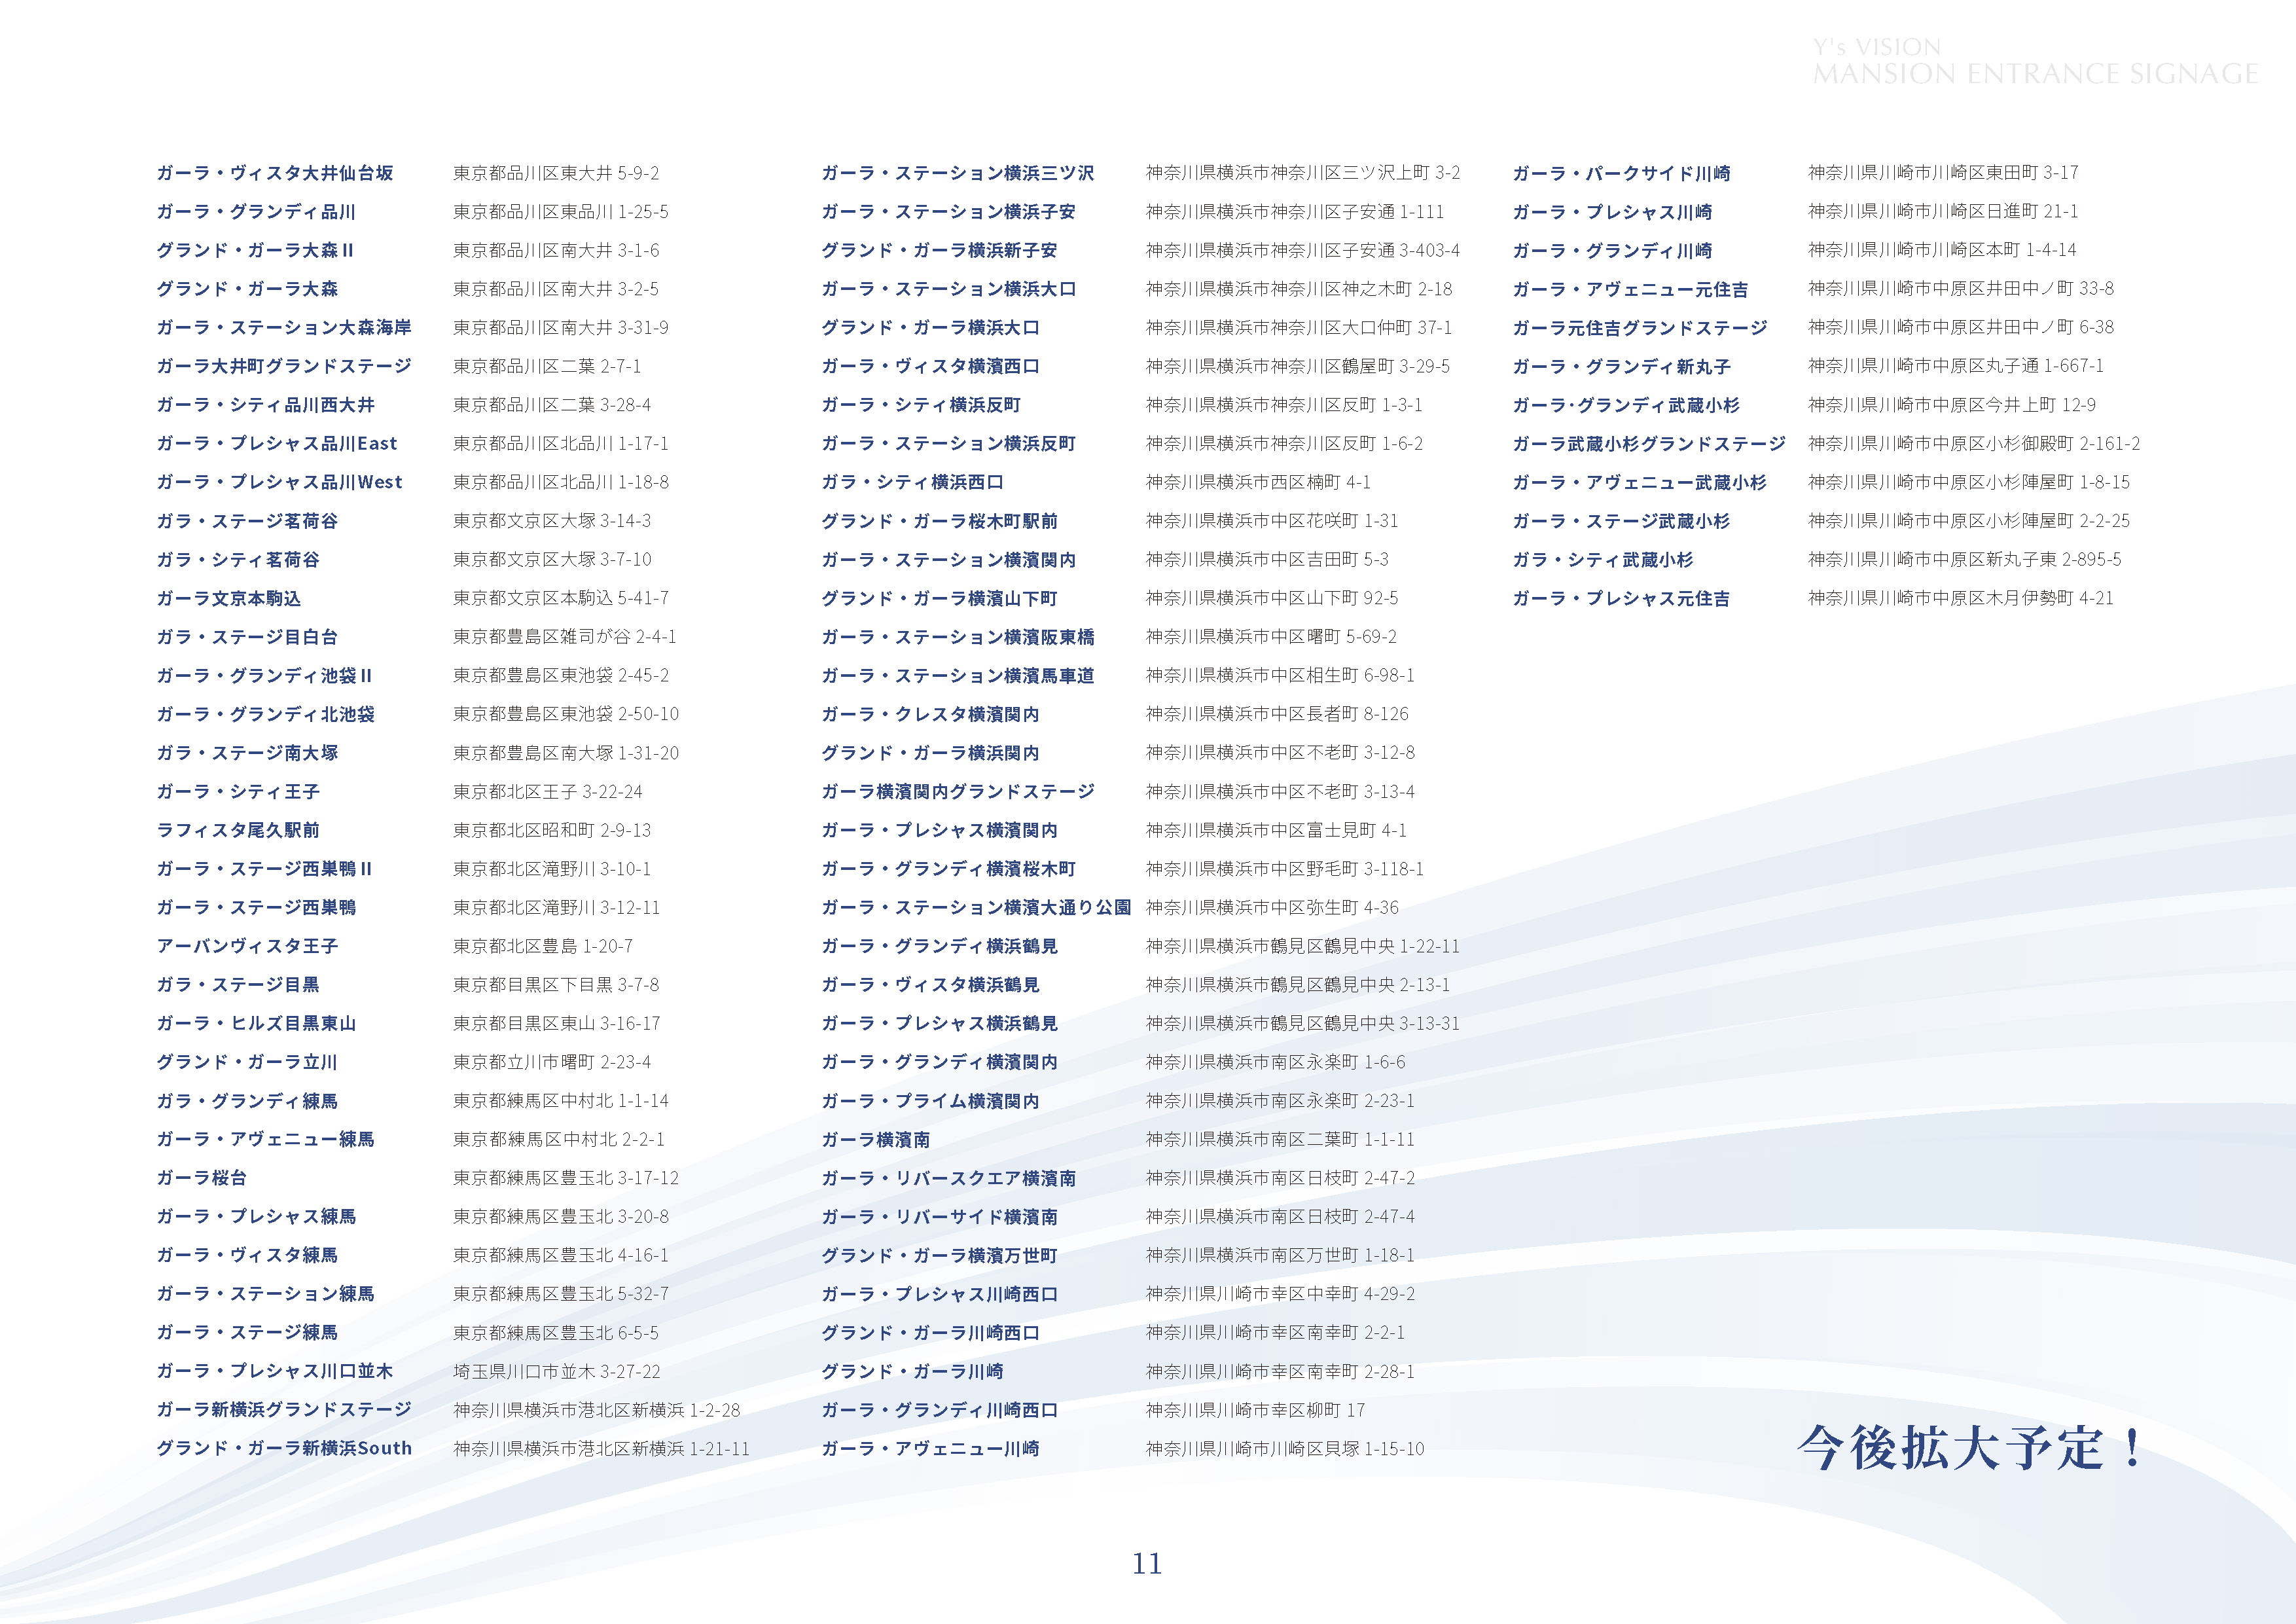 Y's VISION
MANSION ENTRANCE SIGNAGE
ガーラ・ヴィスタ大井仙台坂 東京都品川区東大井 5-9-2
ガーラ・グランディ品川 東京都品川区東品川 1-25-5
グランド・ガーラ大森Ⅱ 東京都品川区南大井 3-1-6
グランド・ガーラ大森 東京都品川区南大井 3-2-5
ガーラ・ステーション大森海岸 東京都品川区南大井 3-31-9
ガーラ大井町グランドステージ 東京都品川区二葉 2-7-1
ガーラ・シティ品川西大井 東京都品川区二葉 3-28-4
ガーラ・プレシャス品川East 東京都品川区北品川 1-17-1
ガーラ・プレシャス品川West 東京都品川区北品川 1-18-8
ガラ・ステージ茗荷谷 東京都文京区大塚 3-14-3
ガラ・シティ茗荷谷 東京都文京区大塚 3-7-10
ガーラ文京本駒込 東京都文京区本駒込 5-41-7
ガラ・ステージ目白台 東京都豊島区雑司が谷 2-4-1
ガーラ・グランディ池袋Ⅱ 東京都豊島区東池袋 2-45-2
ガーラ・グランディ北池袋 東京都豊島区東池袋 2-50-10
ガラ・ステージ南大塚 東京都豊島区南大塚 1-31-20
ガーラ・シティ王子 東京都北区王子 3-22-24
ラフィスタ尾久駅前 東京都北区昭和町 2-9-13
ガーラ・ステージ西巣鴨Ⅱ 東京都北区滝野川 3-10-1
ガーラ・ステージ西巣鴨 東京都北区滝野川 3-12-11
アーバンヴィスタ王子 東京都北区豊島 1-20-7
ガラ・ステージ目黒 東京都目黒区下目黒 3-7-8
ガーラ・ヒルズ目黒東山 東京都目黒区東山 3-16-17
グランド・ガーラ立川 東京都立川市曙町 2-23-4
ガラ・グランディ練馬 東京都練馬区中村北 1-1-14
ガーラ・アヴェニュー練馬 東京都練馬区中村北 2-2-1
ガーラ桜台 東京都練馬区豊玉北 3-17-12
ガーラ・プレシャス練馬 東京都練馬区豊玉北 3-20-8
ガーラ・ヴィスタ練馬 東京都練馬区豊玉北 4-16-1
ガーラ・ステーション練馬 東京都練馬区豊玉北 5-32-7
ガーラ・ステージ練馬 東京都練馬区豊玉北 6-5-5
ガーラ・プレシャス川口並木 埼玉県川口市並木 3-27-22
ガーラ新横浜グランドステージ 神奈川県横浜市港北区新横浜 1-2-28
グランド・ガーラ新横浜South 神奈川県横浜市港北区新横浜 1-21-11
ガーラ・ステーション横浜三ツ沢 神奈川県横浜市神奈川区三ツ沢上町 3-2
ガーラ・ステーション横浜子安 神奈川県横浜市神奈川区子安通 1-111
グランド・ガーラ横浜新子安 神奈川県横浜市神奈川区子安通 3-403-4
ガーラ・ステーション横浜大口 神奈川県横浜市神奈川区神之木町 2-18
グランド・ガーラ横浜大口 神奈川県横浜市神奈川区大口仲町 37-1
ガーラ・ヴィスタ横濱西口 神奈川県横浜市神奈川区鶴屋町 3-29-5
ガーラ・シティ横浜反町 神奈川県横浜市神奈川区反町 1-3-1
ガーラ・ステーション横浜反町 神奈川県横浜市神奈川区反町 1-6-2
ガラ・シティ横浜西口 神奈川県横浜市西区楠町 4-1
グランド・ガーラ桜木町駅前 神奈川県横浜市中区花咲町 1-31
ガーラ・ステーション横濱関内 神奈川県横浜市中区吉田町 5-3
グランド・ガーラ横濱山下町 神奈川県横浜市中区山下町 92-5
ガーラ・ステーション横濱阪東橋 神奈川県横浜市中区曙町 5-69-2
ガーラ・ステーション横濱馬車道 神奈川県横浜市中区相生町 6-98-1
ガーラ・クレスタ横濱関内 神奈川県横浜市中区長者町 8-126
グランド・ガーラ横浜関内 神奈川県横浜市中区不老町 3-12-8
ガーラ横濱関内グランドステージ 神奈川県横浜市中区不老町 3-13-4
ガーラ・プレシャス横濱関内 神奈川県横浜市中区富士見町 4-1
ガーラ・グランディ横濱桜木町 神奈川県横浜市中区野毛町 3-118-1
ガーラ・ステーション横濱大通り公園 神奈川県横浜市中区弥生町 4-36
ガーラ・グランディ横浜鶴見 神奈川県横浜市鶴見区鶴見中央 1-22-11
ガーラ・ヴィスタ横浜鶴見 神奈川県横浜市鶴見区鶴見中央 2-13-1
ガーラ・プレシャス横浜鶴見 神奈川県横浜市鶴見区鶴見中央 3-13-31
ガーラ・グランディ横濱関内 神奈川県横浜市南区永楽町 1-6-6
ガーラ・プライム横濱関内 神奈川県横浜市南区永楽町 2-23-1
ガーラ横濱南 神奈川県横浜市南区二葉町 1-1-11
ガーラ・リバースクエア横濱南 神奈川県横浜市南区日枝町 2-47-2
ガーラ・リバーサイド横濱南 神奈川県横浜市南区日枝町 2-47-4
グランド・ガーラ横濱万世町 神奈川県横浜市南区万世町 1-18-1
ガーラ・プレシャス川崎西口 神奈川県川崎市幸区中幸町 4-29-2
グランド・ガーラ川崎西口 神奈川県川崎市幸区南幸町 2-2-1
グランド・ガーラ川崎 神奈川県川崎市幸区南幸町 2-28-1
ガーラ・グランディ川崎西口 神奈川県川崎市幸区柳町 17
ガーラ・アヴェニュー川崎 神奈川県川崎市川崎区貝塚 1-15-10
ガーラ・パークサイド川崎 神奈川県川崎市川崎区東田町 3-17
ガーラ・プレシャス川崎 神奈川県川崎市川崎区日進町 21-1
ガーラ・グランディ川崎 神奈川県川崎市川崎区本町 1-4-14
ガーラ・アヴェニュー元住吉 神奈川県川崎市中原区井田中ノ町 33-8
ガーラ元住吉グランドステージ 神奈川県川崎市中原区井田中ノ町 6-38
ガーラ・グランディ新丸子 神奈川県川崎市中原区丸子通 1-667-1
ガーラ･グランディ武蔵小杉 神奈川県川崎市中原区今井上町 12-9
ガーラ武蔵小杉グランドステージ 神奈川県川崎市中原区小杉御殿町 2-161-2
ガーラ・アヴェニュー武蔵小杉 神奈川県川崎市中原区小杉陣屋町 1-8-15
ガーラ・ステージ武蔵小杉 神奈川県川崎市中原区小杉陣屋町 2-2-25
ガラ・シティ武蔵小杉 神奈川県川崎市中原区新丸子東 2-895-5
ガーラ・プレシャス元住吉 神奈川県川崎市中原区木月伊勢町 4-21
今後拡大予定！
11